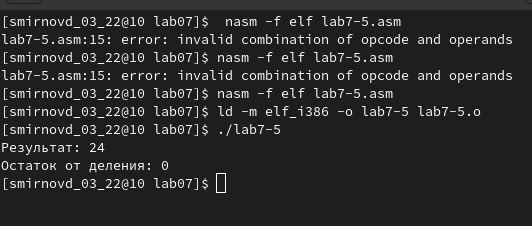 [smirnovd_03_22@10 lab07]$  nasm -f elf lab7-5.asm
lab7-5.asm:15: error: invalid combination of opcode and operands
[smirnovd_03_22@10 lab07]$ nasm -f elf lab7-5.asm
lab7-5.asm:15: error: invalid combination of opcode and operands
[smirnovd_03_22@10 lab07]$ nasm -f elf lab7-5.asm
[smirnovd_03_22@10 lab07]$ ld -m elf_i386 -o lab7-5 lab7-5.o
[smirnovd_03_22@10 lab07]$ ./lab7-5
Результат: 24
Остаток от деления: 0
[smirnovd_03_22@10 lab07]$